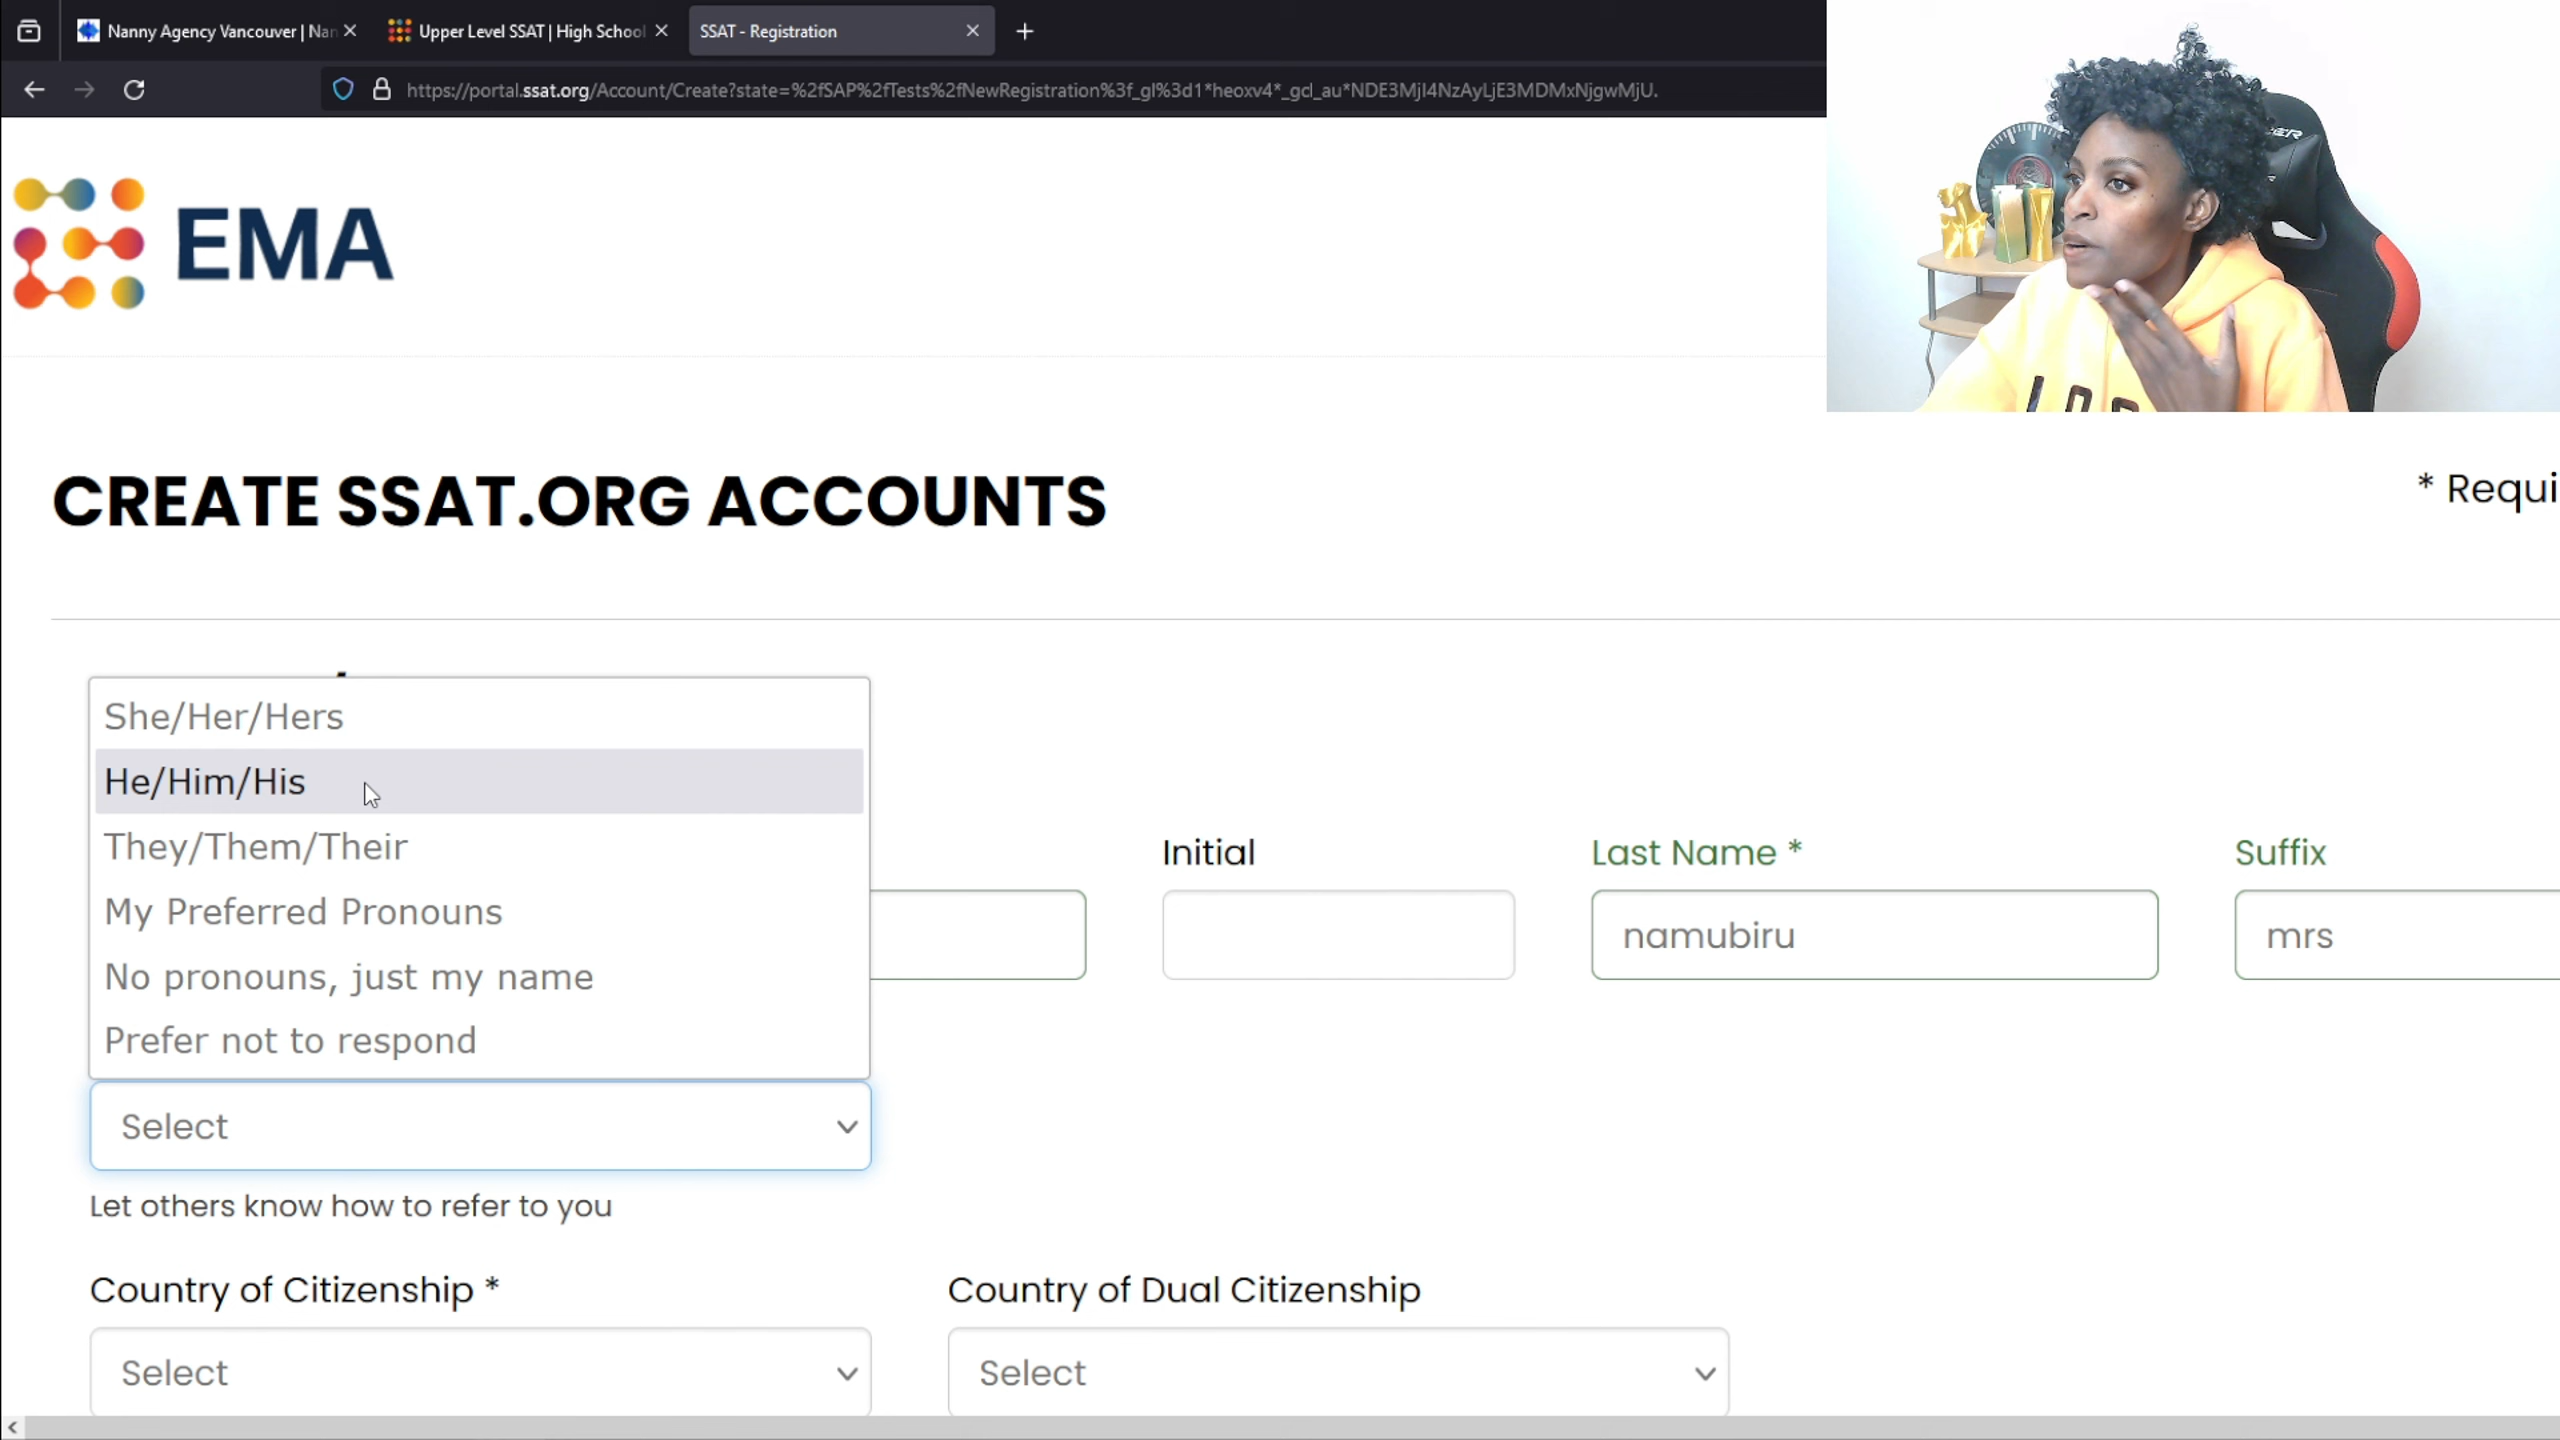 Nanny Agency Vancouver | Nan
Upper Level SSAT | High School
SSAT - Registration
https://portal.ssat.org/Account/Create?state=%2fSAP%2fTests%2fNewRegistration%3f_gl%3d1*heoxv4*_gcl_au*NDE3MjI4NzAyLjE3MDMxNjgwMjU.
EMA
CREATE SSAT.ORG ACCOUNTS
* Requi
She/Her/Hers
He/Him/His
They/Them/Their
My Preferred Pronouns
No pronouns, just my name
Prefer not to respond
Initial
Last Name *
Suffix
namubiru
mrs
Select
Let others know how to refer to you
Country of Citizenship *
Country of Dual Citizenship
Select
Select